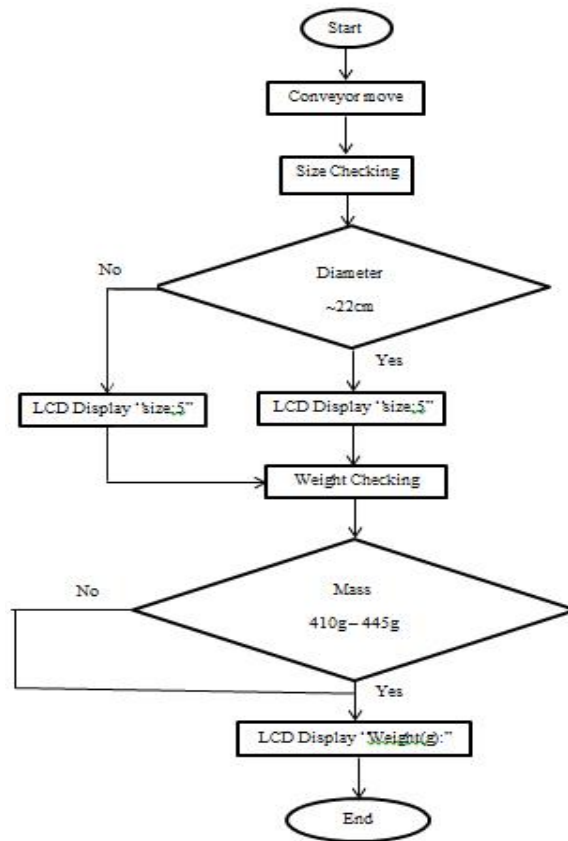 Start
Conveyor move
Size Checking
Diameter
~22cm
No
Yes
LCD Display "size;5"
LCD Display "size;5"
Weight Checking
Mass
410g – 445g
No
Yes
LCD Display "Weight(g):"
End